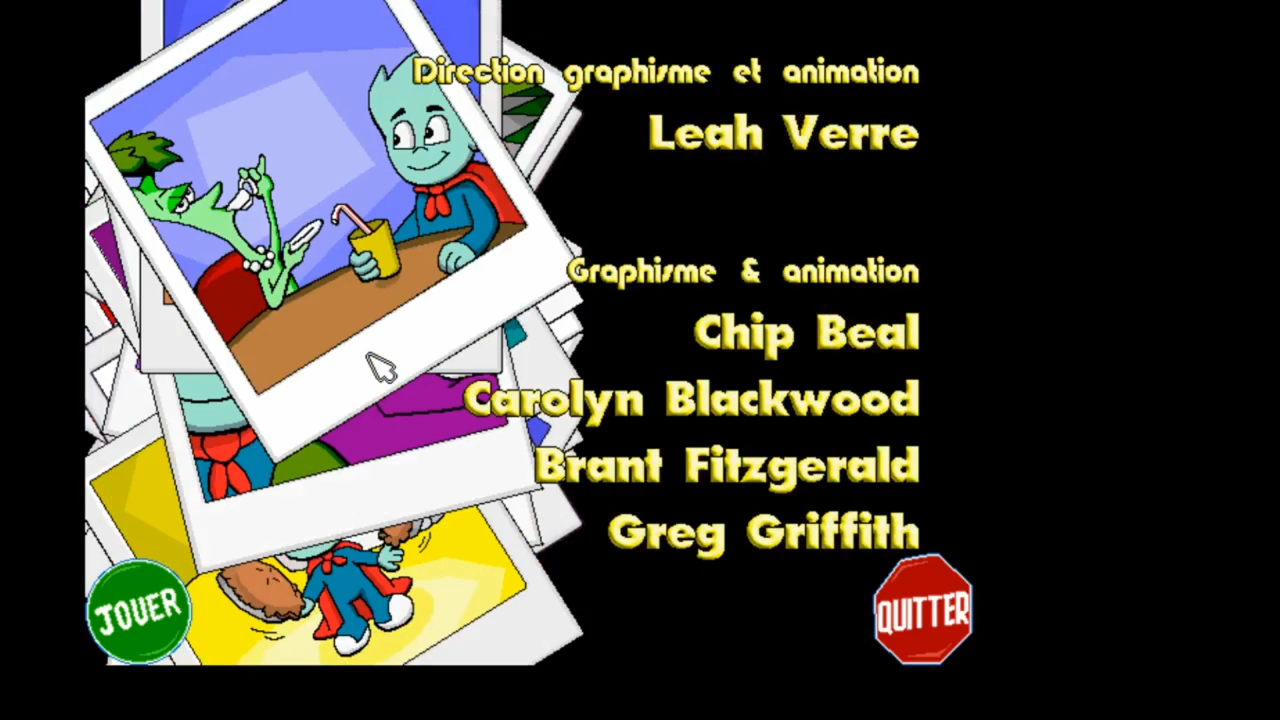 Direction graphisme et animation
Leah Verre
Graphisme & animation
Chip Beal
Carolyn Blackwood
Brant Fitzgerald
Greg Griffith
JOUER
QUITTER